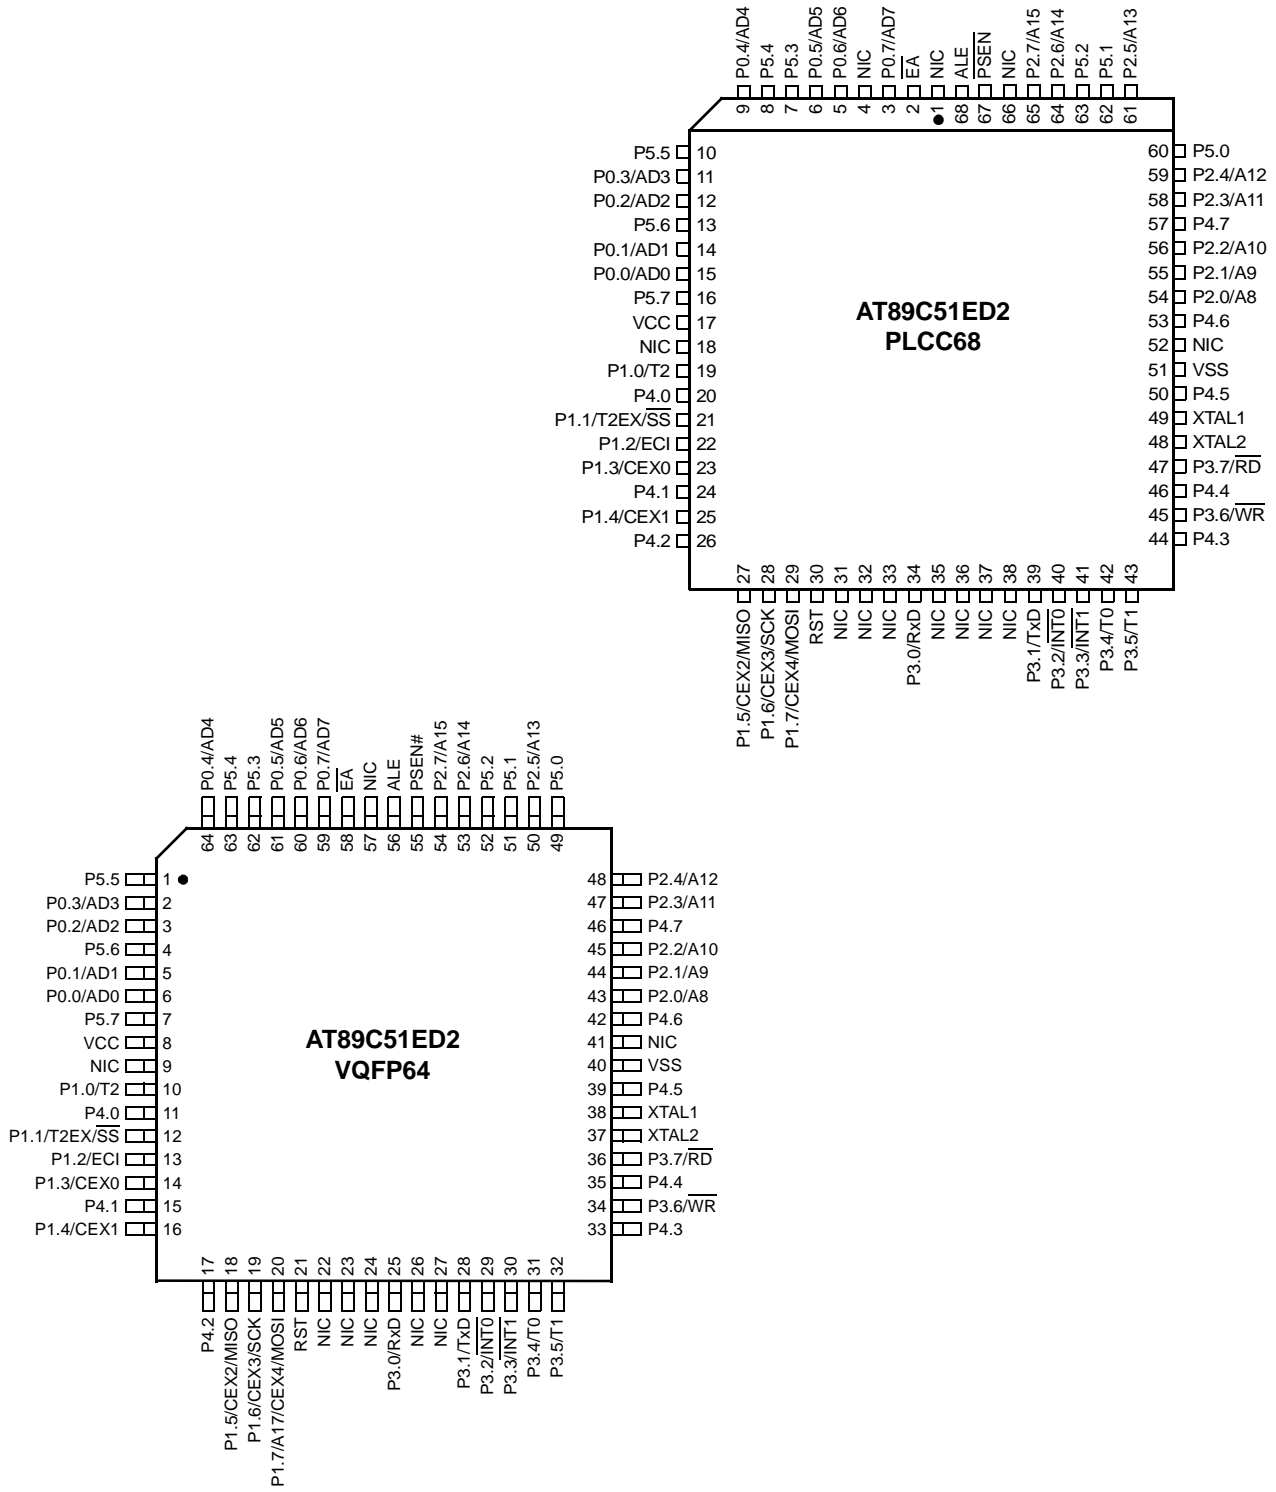 P0.4/AD4
P5.4
P5.3
P0.5/AD5
P0.6/AD6
NIC
P0.7/AD7
EA
NIC
ALE
PSEN
NIC
P2.7/A15
P2.6/A14
P5.2
P5.1
P2.5/A13
9 8 7 6 5 4 3 2 1 68 67 66 65 64 63 62 61
P5.5 10
P0.3/AD3 11
P0.2/AD2 12
P5.6 13
P0.1/AD1 14
P0.0/AD0 15
P5.7 16
VCC 17
NIC 18
P1.0/T2 19
P4.0 20
P1.1/T2EX/SS 21
P1.2/ECI 22
P1.3/CEX0 23
P4.1 24
P1.4/CEX1 25
P4.2 26
AT89C51ED2
PLCC68
60 P5.0
59 P2.4/A12
58 P2.3/A11
57 P4.7
56 P2.2/A10
55 P2.1/A9
54 P2.0/A8
53 P4.6
52 NIC
51 VSS
50 P4.5
49 XTAL1
48 XTAL2
47 P3.7/RD
46 P4.4
45 P3.6/WR
44 P4.3
27 28 29 30 31 32 33 34 35 36 37 38 39 40 41 42 43
P1.5/CEX2/MISO
P1.6/CEX3/SCK
P1.7/CEX4/MOSI
RST
NIC
NIC
NIC
P3.0/RxD
NIC
NIC
NIC
NIC
P3.1/TxD
P3.2/INT0
P3.3/INT1
P3.4/T0
P3.5/T1
P0.4/AD4
P5.4
P5.3
P0.5/AD5
P0.6/AD6
P0.7/AD7
EA
NIC
ALE
PSEN#
P2.7/A15
P2.6/A14
P5.2
P5.1
P2.5/A13
P5.0
64 63 62 61 60 59 58 57 56 55 54 53 52 51 50 49
P5.5 1
P0.3/AD3 2
P0.2/AD2 3
P5.6 4
P0.1/AD1 5
P0.0/AD0 6
P5.7 7
VCC 8
NIC 9
P1.0/T2 10
P4.0 11
P1.1/T2EX/SS 12
P1.2/ECI 13
P1.3/CEX0 14
P4.1 15
P1.4/CEX1 16
AT89C51ED2
VQFP64
48 P2.4/A12
47 P2.3/A11
46 P4.7
45 P2.2/A10
44 P2.1/A9
43 P2.0/A8
42 P4.6
41 NIC
40 VSS
39 P4.5
38 XTAL1
37 XTAL2
36 P3.7/RD
35 P4.4
34 P3.6/WR
33 P4.3
17 18 19 20 21 22 23 24 25 26 27 28 29 30 31 32
P4.2
P1.5/CEX2/MISO
P1.6/CEX3/SCK
P1.7/A17/CEX4/MOSI
RST
NIC
NIC
NIC
P3.0/RxD
NIC
NIC
P3.1/TxD
P3.2/INT0
P3.3/INT1
P3.4/T0
P3.5/T1